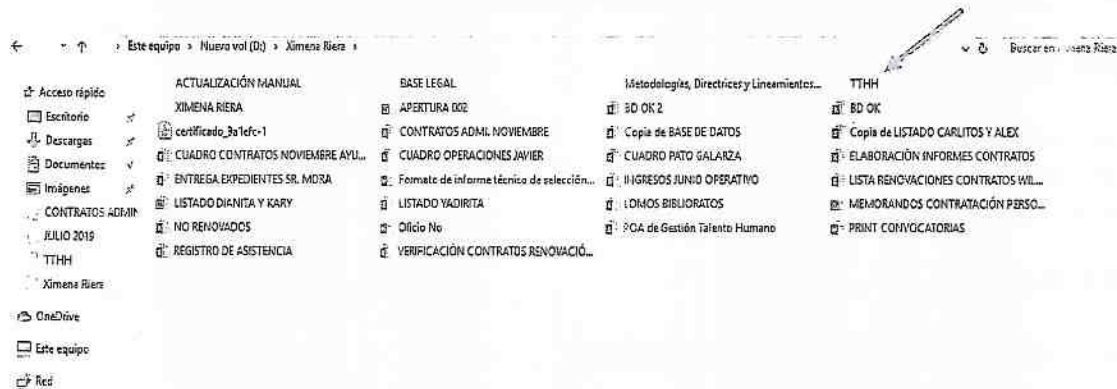 Este equipo > Nuevo vol (D:) > Ximena Riera >
Buscar en Ximena Riera
Acceso rápido
Escritorio
Descargas
Documentos
Imágenes
CONTRATOS ADMIN
JULIO 2019
TTHH
Ximena Riera
OneDrive
Este equipo
Red
ACTUALIZACIÓN MANUAL
XIMENA RIERA
certificado_9a1efc-1
CUADRO CONTRATOS NOVIEMBRE AYU...
ENTREGA EXPEDIENTES SR. MORA
LISTADO DIANITA Y KARY
NO RENOVADOS
REGISTRO DE ASISTENCIA
BASE LEGAL
APERTURA 002
CONTRATOS ADMI. NOVIEMBRE
CUADRO OPERACIONES JAVIER
Formato de informe técnico de selección...
LISTADO YADIRITA
Oficio No
VERIFICACIÓN CONTRATOS RENOVACIÓ...
Metodologías, Directrices y Lineamientos...
BD OK 2
Copia de BASE DE DATOS
CUADRO PATO GALARZA
INGRESOS JUNIO OPERATIVO
LOMOS BIBLIORATOS
POA de Gestión Talento Humano
TTHH
BD OK
Copia de LISTADO CARLITOS Y ALEX
ELABORACIÓN INFORMES CONTRATOS
LISTA RENOVACIONES CONTRATOS WIL...
MEMORANDOS CONTRATACIÓN PERSO...
PRINT CONVOCATORIAS